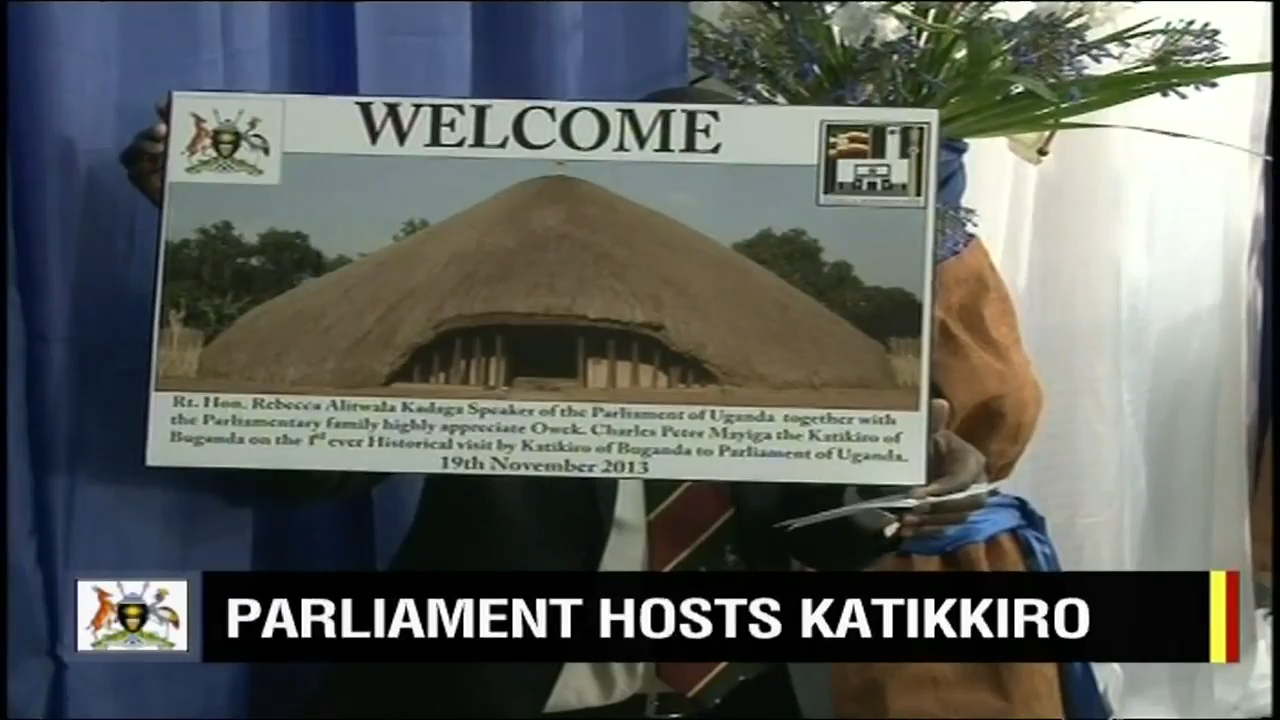 WELCOME
Rt. Hon. Rebecca Alitwala Kadaga Speaker of the Parliament of Uganda together with
the Parliamentary family highly appreciate Owek. Charles Peter Mayiga the Katikiro of
Buganda on the 1st ever Historical visit by Katikiro of Buganda to Parliament of Uganda.
19th November 2013
PARLIAMENT HOSTS KATIKKIRO